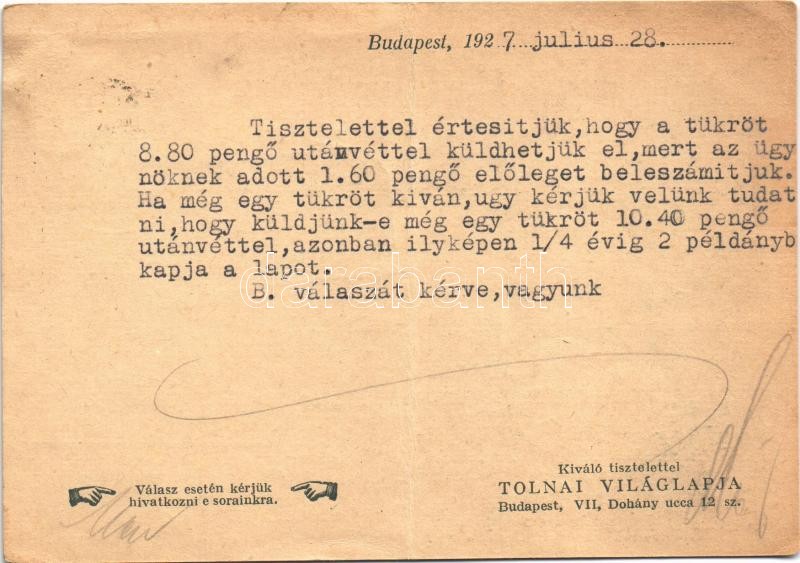 Budapest, 1927 julius 28.
Tisztelettel értesitjük,hogy a tükröt
8.80 pengő utánvéttel küldhetjük el,mert az ügy
nöknek adott 1.60 pengő előleget beleszámitjuk.
Ha még egy tükröt kiván,ugy kérjük velünk tudat
ni,hogy küldjünk-e még egy tükröt 10.40 pengő
utánvéttel,azonban ilyképen 1/4 évig 2 példányb
kapja a lapot.
darabanth
B. válaszát kérve,vagyunk
Válasz esetén kérjük
hivatkozni e sorainkra.
Kiváló tisztelettel
TOLNAI VILÁGLAPJA
Budapest, VII, Dohány ucca 12 sz.